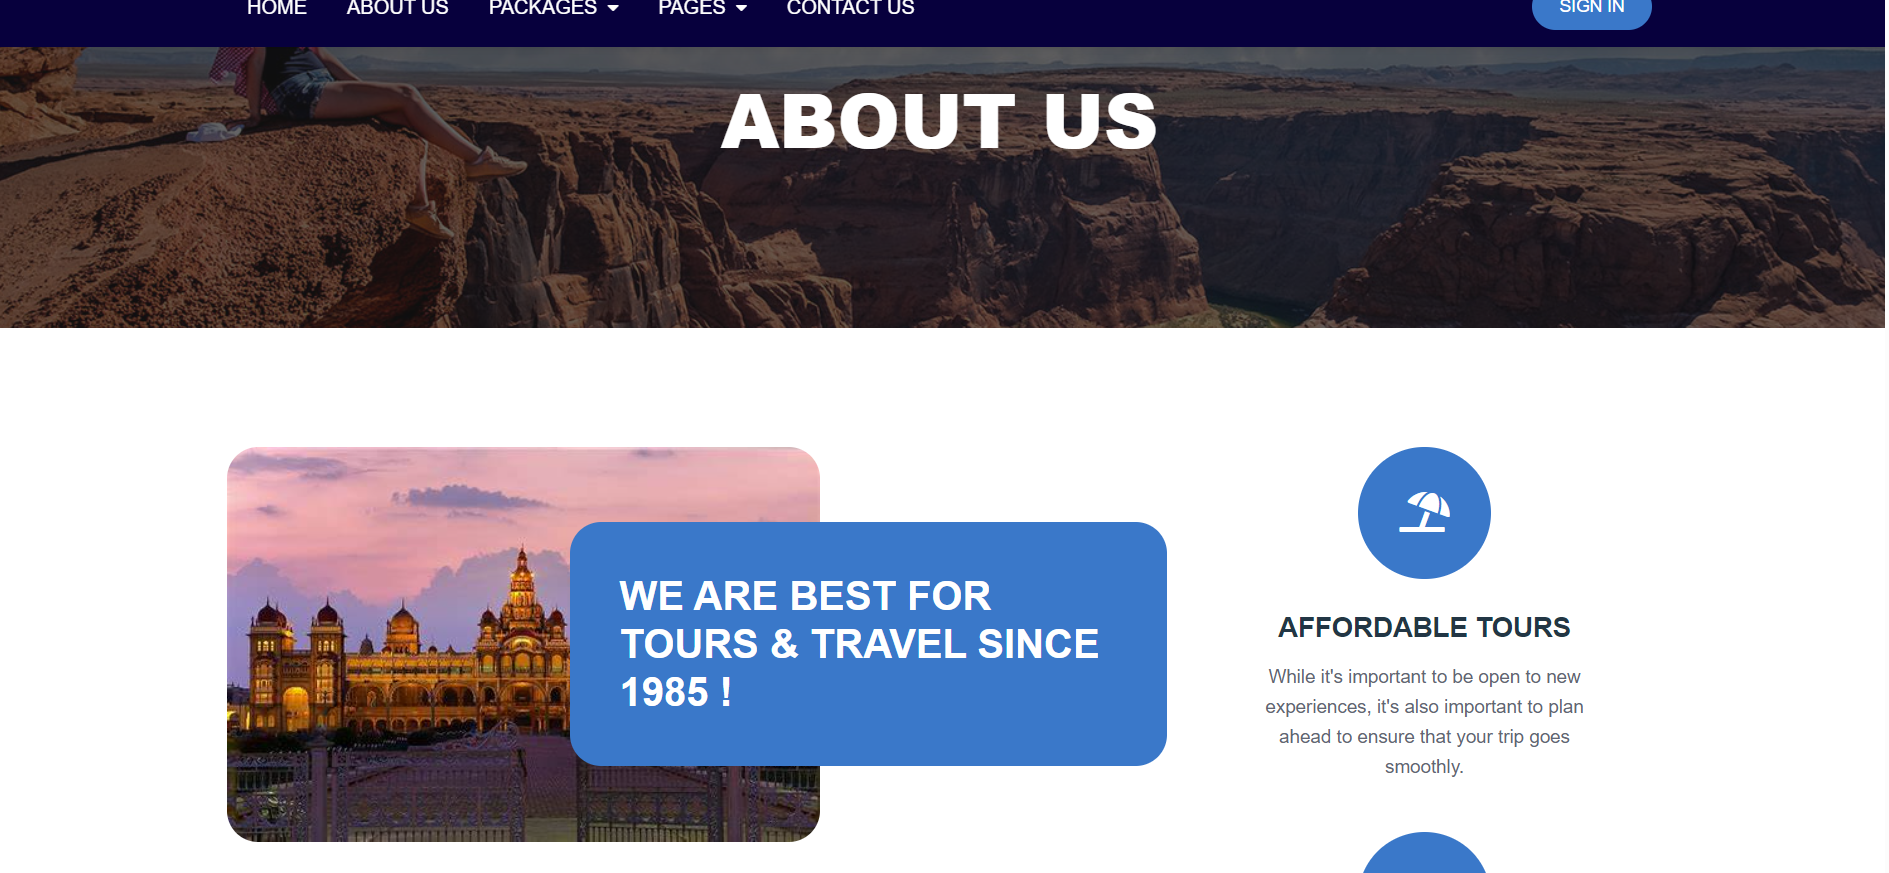 HOME ABOUT US PACKAGES PAGES CONTACT US SIGN IN
ABOUT US
WE ARE BEST FOR
TOURS & TRAVEL SINCE
1985 !
AFFORDABLE TOURS
While it's important to be open to new
experiences, it's also important to plan
ahead to ensure that your trip goes
smoothly.